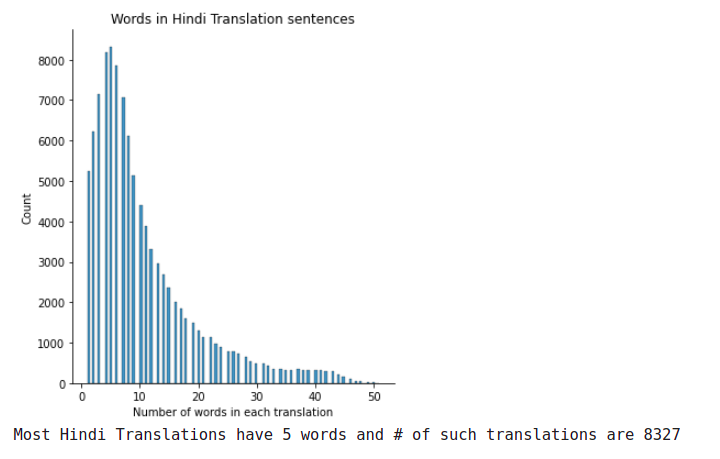 Words in Hindi Translation sentences
8000
7000
6000
5000
4000
3000
2000
1000
0
Count
0 10 20 30 40 50
Number of words in each translation
Most Hindi Translations have 5 words and # of such translations are 8327